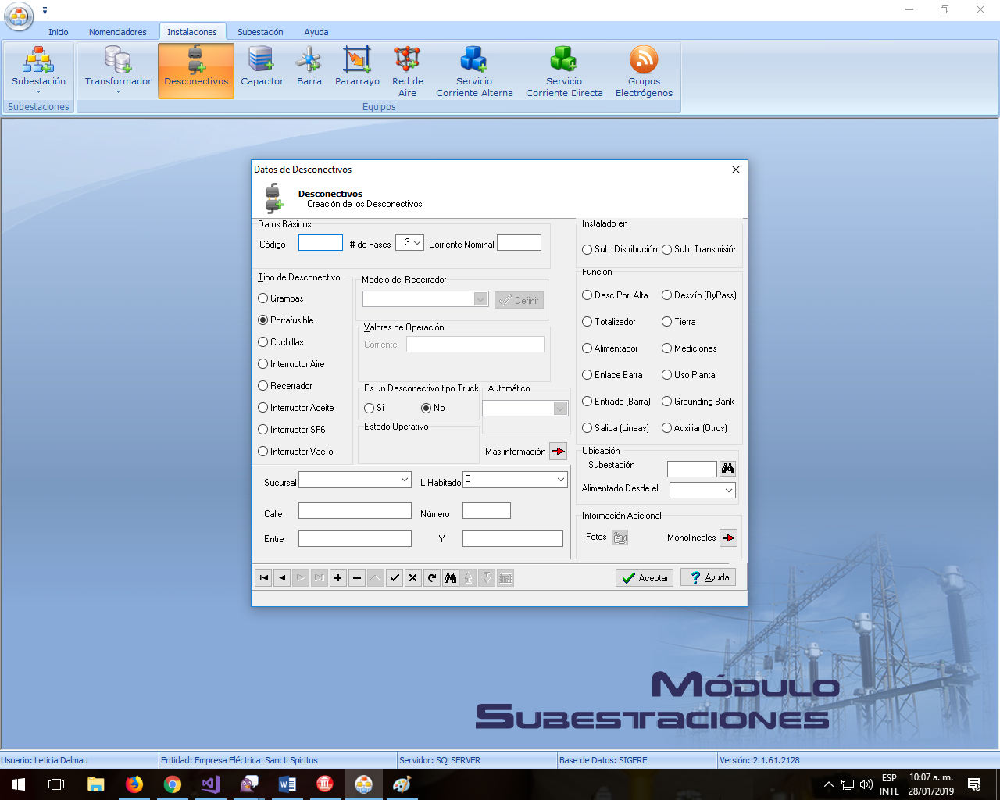 Inicio Nomencladores Instalaciones Subestación Ayuda
Subestación Transformador Desconectivos Capacitor Barra Pararrayo Red de Aire Servicio Corriente Alterna Servicio Corriente Directa Grupos Electrógenos
Subestaciones Equipos
Datos de Desconectivos
Desconectivos
Creación de los Desconectivos
Datos Básicos
Código # de Fases 3 Corriente Nominal
Tipo de Desconectivo
Grampas
Portafusible
Cuchillas
Interruptor Aire
Recerrador
Interruptor Aceite
Interruptor SF6
Interruptor Vacío
Modelo del Recerrador
Definir
Valores de Operación
Corriente
Es un Desconectivo tipo Truck
Si No
Automático
Estado Operativo
Más información
Instalado en
Sub. Distribución Sub. Transmisión
Función
Desc Por Alta Desvío (ByPass)
Totalizador Tierra
Alimentador Mediciones
Enlace Barra Uso Planta
Entrada (Barra) Grounding Bank
Salida (Lineas) Auxiliar (Otros)
Ubicación
Subestación
Alimentado Desde el
Sucursal L Habitado 0
Calle Número
Entre Y
Información Adicional
Fotos Monolineales
Aceptar Ayuda
Módulo
Subestaciones
Usuario: Leticia Dalmau Entidad: Empresa Eléctrica Sancti Spiritus Servidor: SQLSERVER Base de Datos: SIGERE Versión: 2.1.61.2128
ESP 10:07 a. m.
INTL 28/01/2019